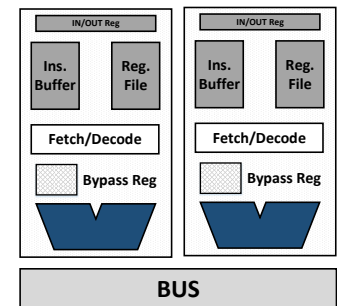 IN/OUT Reg
Ins. Buffer
Reg. File
Fetch/Decode
Bypass Reg
IN/OUT Reg
Ins. Buffer
Reg. File
Fetch/Decode
Bypass Reg
BUS